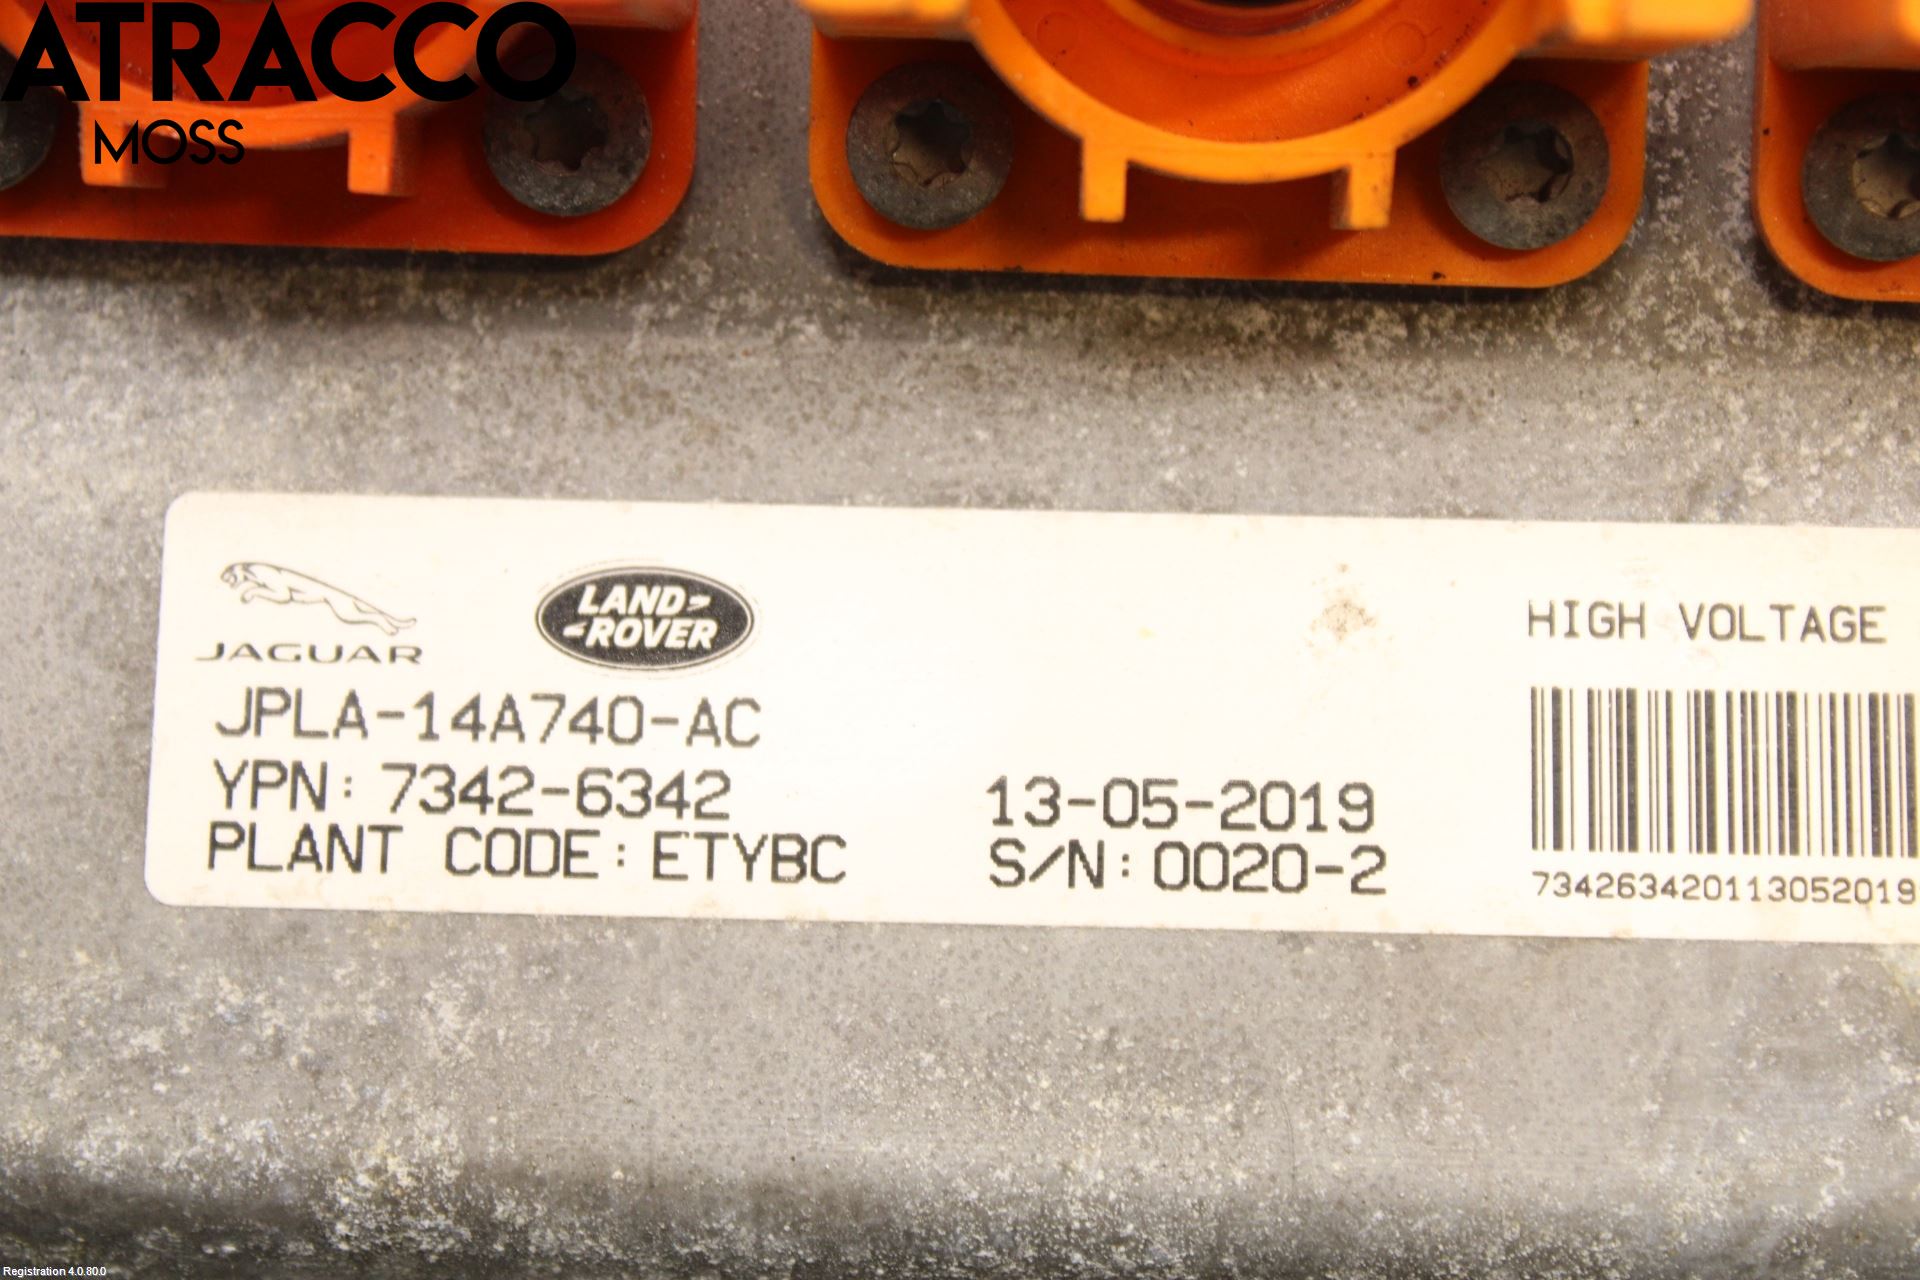 ATRACCO
MOSS
JAGUAR
LAND-
-ROVER
HIGH VOLTAGE
JPLA-14A740-AC
YPN: 7342-6342
13-05-2019
PLANT CODE: ETYBC
S/N: 0020-2
734263420113052019
Registration 4.0.80.0